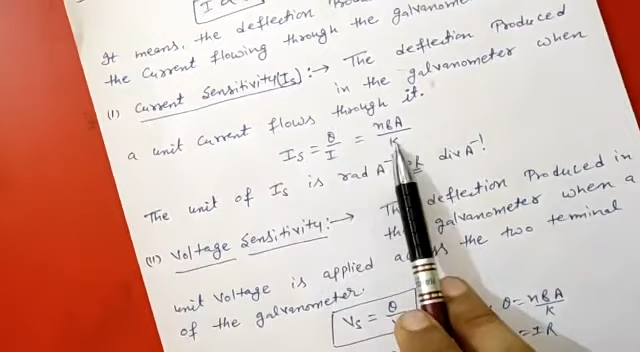 I
It means, the deflection
the current flowing through the galvanome
(I) Current Sensitivity (Is):→ The deflection Produced
in the galvanometer when
a unit current flows through it.
Is = θ/I = nBA/K
The unit of Is is rad A⁻¹ or div A⁻¹
(II) Voltage Sensitivity:→ The deflection Produced in
the galvanometer when a
unit voltage is applied the two teminal
of the galvanometer.
Vs = θ/
θ = nBA/K
= IR